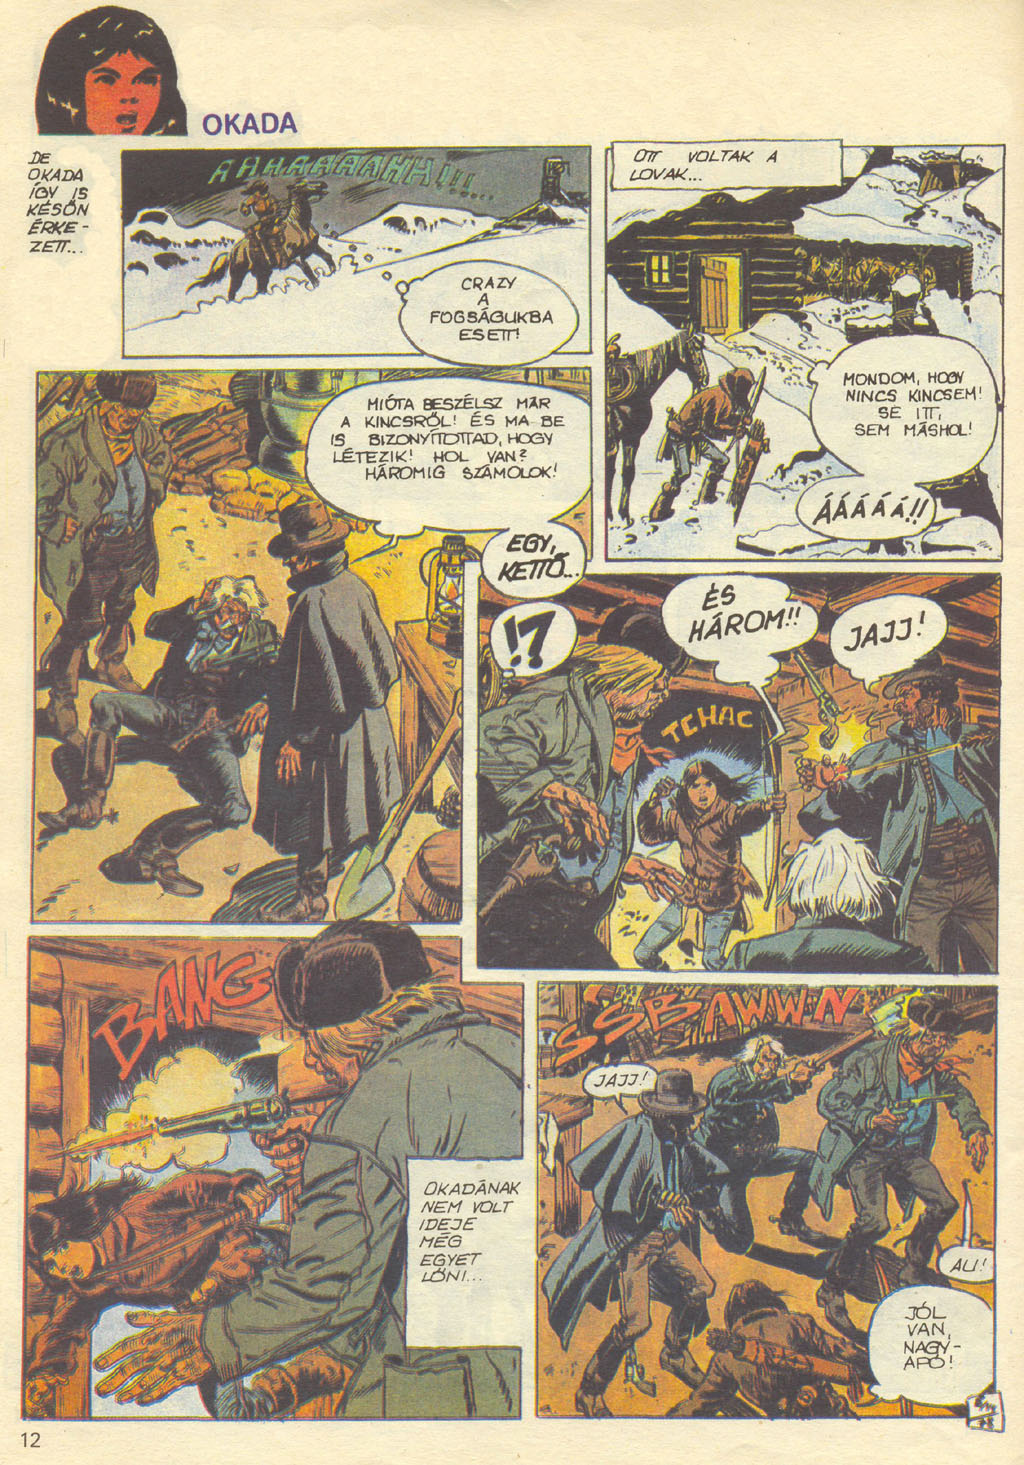 OKADA
DE
OKADA
ÍGY IS
KÉSŐN
ÉRKE-
ZETT...
AHHAAÁAAHH!!!...
CRAZY
A
FOGSÁGUKBA
ESETT!
OTT VOLTAK A
LOVAK...
MONDOM, HOGY
NINCS KINCSEM!
SE ITT,
SEM MÁSHOL!
ÁÁÁÁÁ!!
MIÓTA BESZÉLSZ MÁR
A KINCSRŐL! ÉS MA BE
IS BIZONYÍTOTTAD, HOGY
LÉTEZIK! HOL VAN?
HÁROMIG SZÁMOLOK!
EGY,
KETTŐ...
!?
ÉS
HÁROM!!
JAJJ!
TCHAC
BANG
OKADÁNAK
NEM VOLT
IDEJE
MÉG
EGYET
LŐNI...
SSBAWWN
JAJJ!
AU!
JÓL
VAN,
NAGY-
APÓ!
12